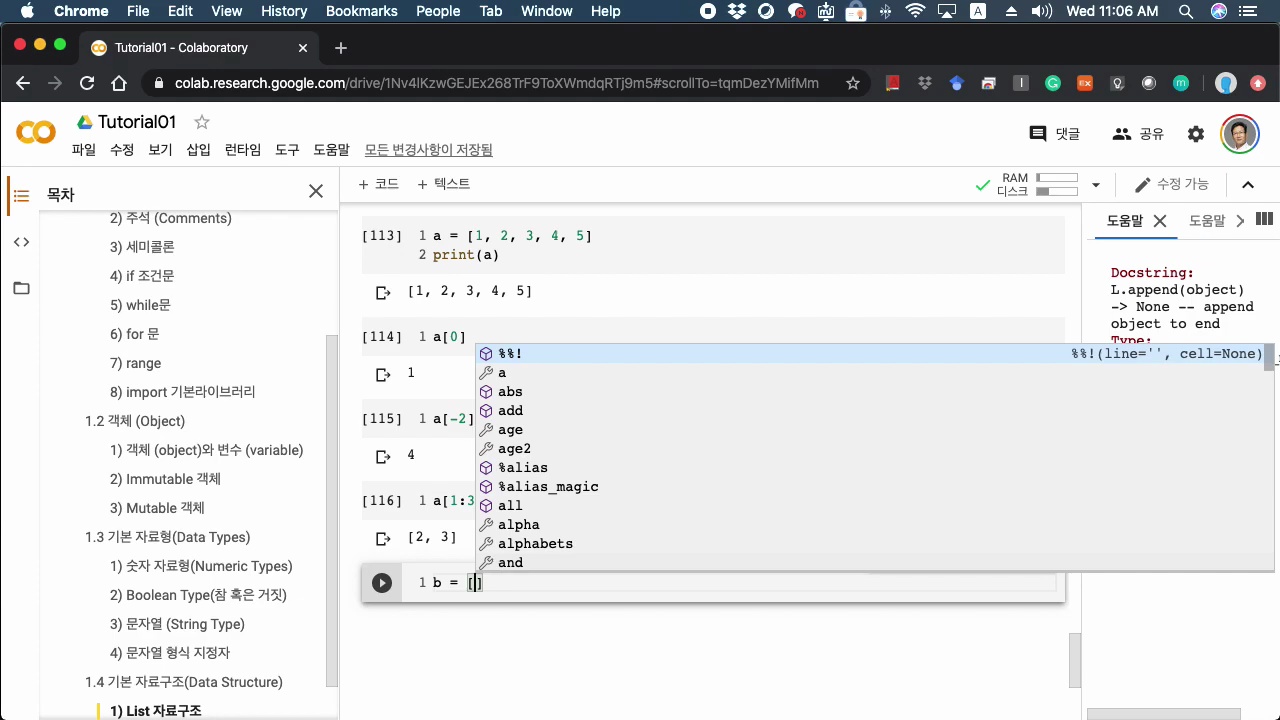 Chrome File Edit View History Bookmarks People Tab Window Help A Wed 11:06 AM
Tutorial01 - Colaboratory
colab.research.google.com/drive/1Nv4lKzwGEJEx268TrF9ToXWmdqRTj9m5#scrollTo=tqmDezYMifMm
Tutorial01
댓글 공유
파일 수정 보기 삽입 런타임 도구 도움말 모든 변경사항이 저장됨
목차
+ 코드 + 텍스트
RAM
디스크
수정 가능
2) 주석 (Comments)
3) 세미콜론
4) if 조건문
5) while문
6) for 문
7) range
8) import 기본라이브러리
1.2 객체 (Object)
1) 객체 (object)와 변수 (variable)
2) Immutable 객체
3) Mutable 객체
1.3 기본 자료형(Data Types)
1) 숫자 자료형(Numeric Types)
2) Boolean Type(참 혹은 거짓)
3) 문자열 (String Type)
4) 문자열 형식 지정자
1.4 기본 자료구조(Data Structure)
1) List 자료구조
[113] 1 a = [1, 2, 3, 4, 5]
2 print(a)
[1, 2, 3, 4, 5]
[114] 1 a[0]
1
[115] 1 a[-2]
4
[116] 1 a[1:3
[2, 3]
1 b = []
%%! %%!(line='', cell=None)
a
abs
add
age
age2
%alias
%alias_magic
all
alpha
alphabets
and
도움말 도움말
Docstring:
L.append(object)
-> None -- append
object to end
Type: